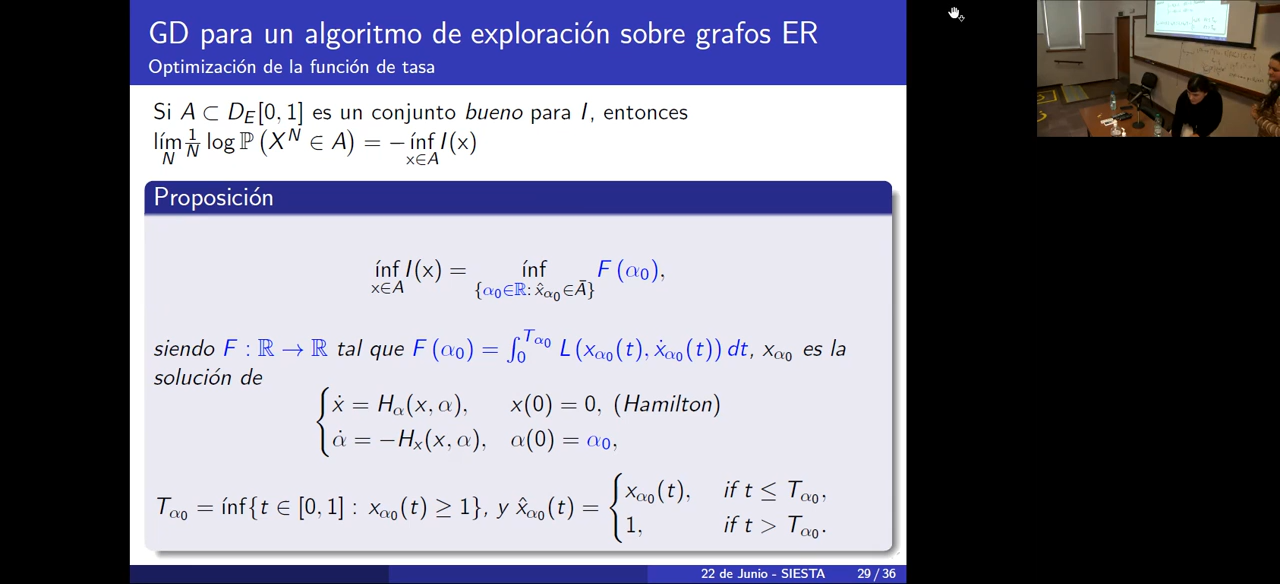 GD para un algoritmo de exploración sobre grafos ER
Optimización de la función de tasa
Si A ⊂ D_E[0, 1] es un conjunto bueno para I, entonces
lím_N 1/N log ℙ (X^N ∈ A) = − ínf_{x∈A} I(x)
Proposición
ínf_{x∈A} I(x) = ínf_{{α₀∈ℝ: x̂_{α₀}∈Ā}} F (α₀),
siendo F : ℝ → ℝ tal que F (α₀) = ∫_0^{T_{α₀}} L(x_{α₀}(t), ẋ_{α₀}(t)) dt, x_{α₀} es la
solución de
{ ẋ = H_α(x, α), x(0) = 0, (Hamilton)
α̇ = −H_x(x, α), α(0) = α₀,
T_{α₀} = ínf{t ∈ [0, 1] : x_{α₀}(t) ≥ 1}, y x̂_{α₀}(t) = { x_{α₀}(t), if t ≤ T_{α₀},
1, if t > T_{α₀}.
22 de Junio - SIESTA 29 / 36